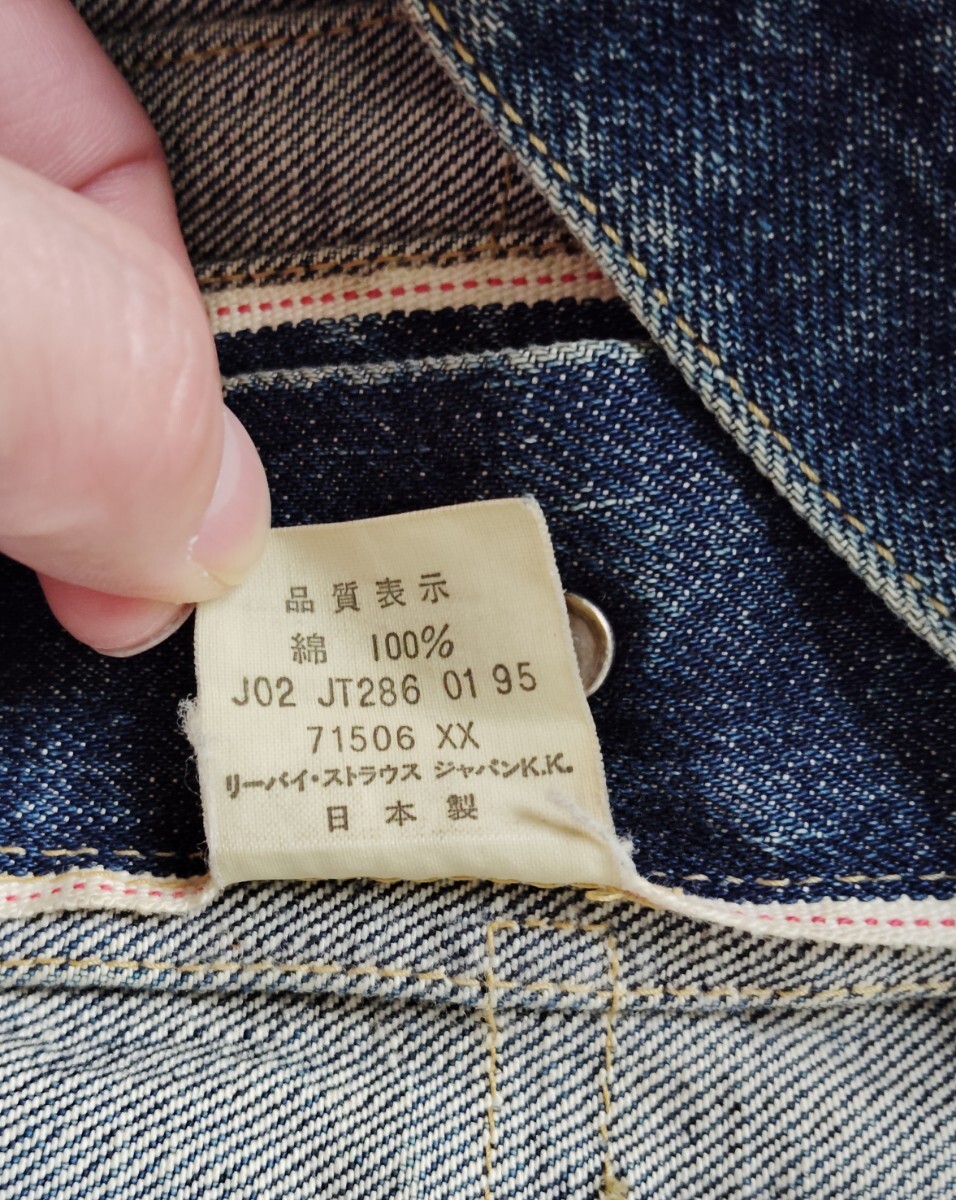 品質表示
綿 100%
J02 JT286 01 95
71506 XX
リーバイ・ストラウス ジャパンK.K.
日本製